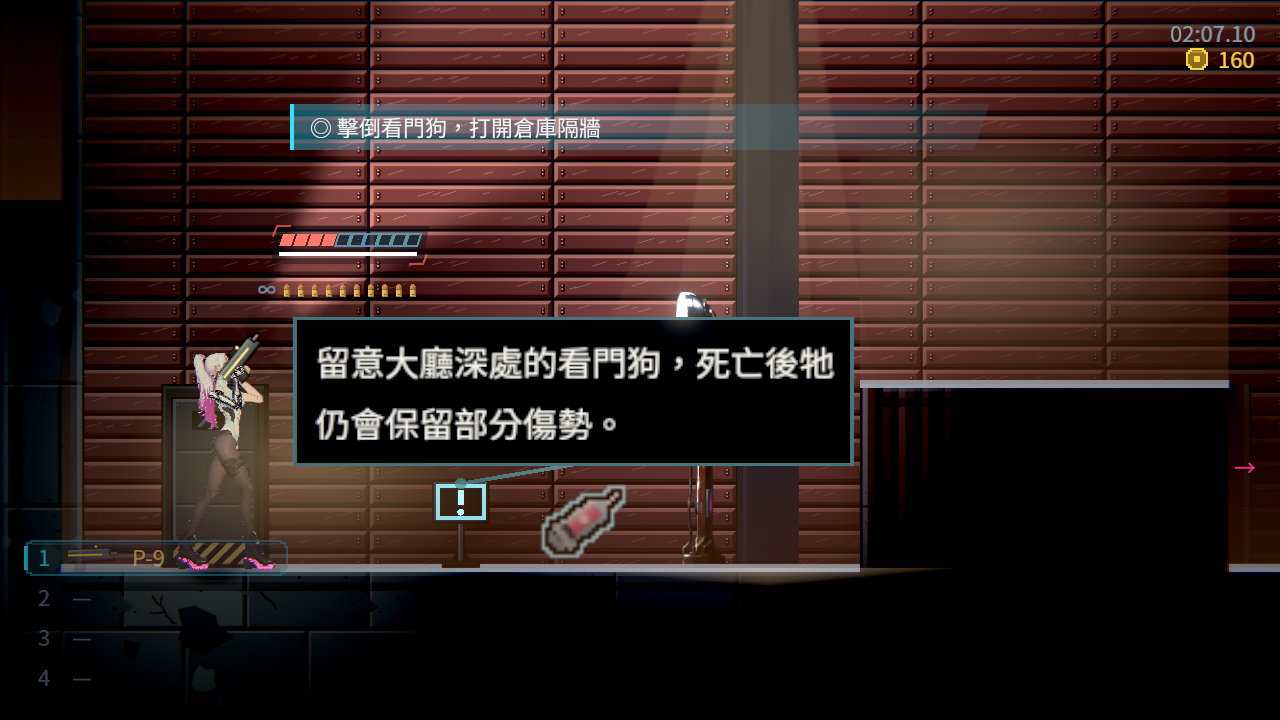 02:07.10
160
◎ 擊倒看門狗，打開倉庫隔牆
∞
留意大廳深處的看門狗，死亡後牠
仍會保留部分傷勢。
!
→
1 P-9
2 —
3 —
4 —